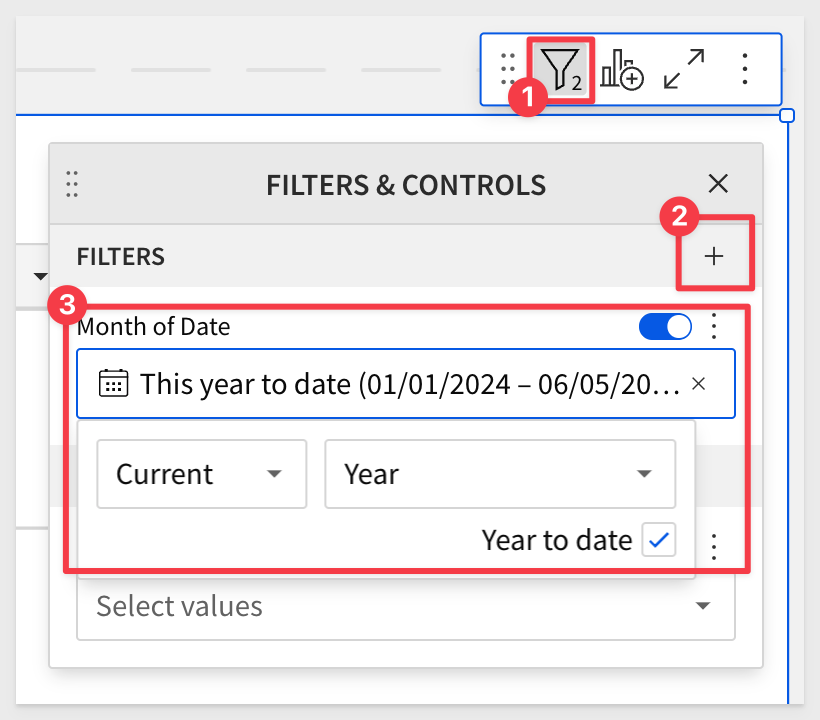 2
1
FILTERS & CONTROLS
2
FILTERS
3
Month of Date
This year to date (01/01/2024 – 06/05/20…
Current
Year
Year to date
Select values